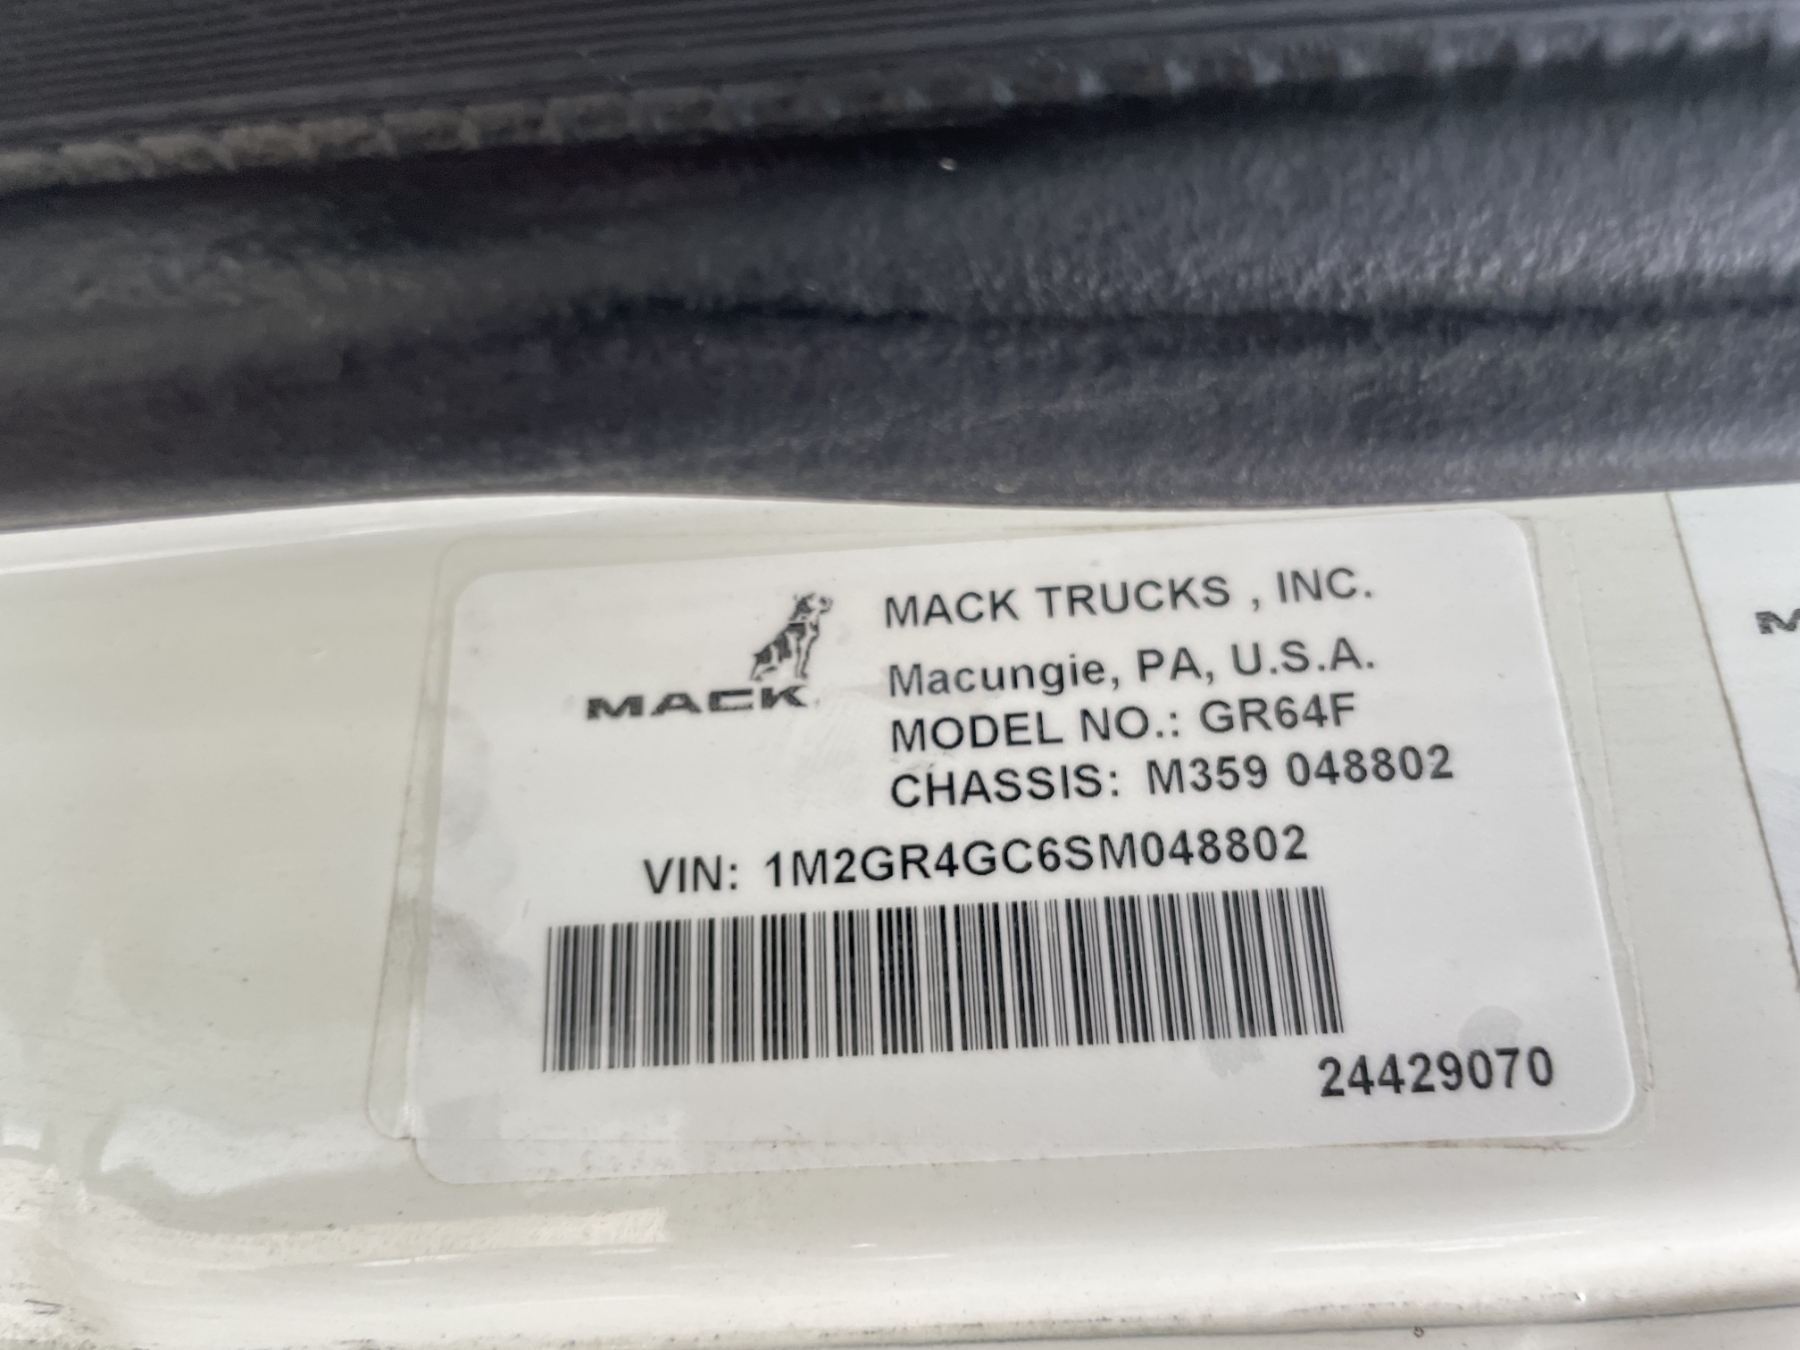 MACK TRUCKS , INC.
Macungie, PA, U.S.A.
MACK
MODEL NO.: GR64F
CHASSIS: M359 048802
VIN: 1M2GR4GC6SM048802
24429070